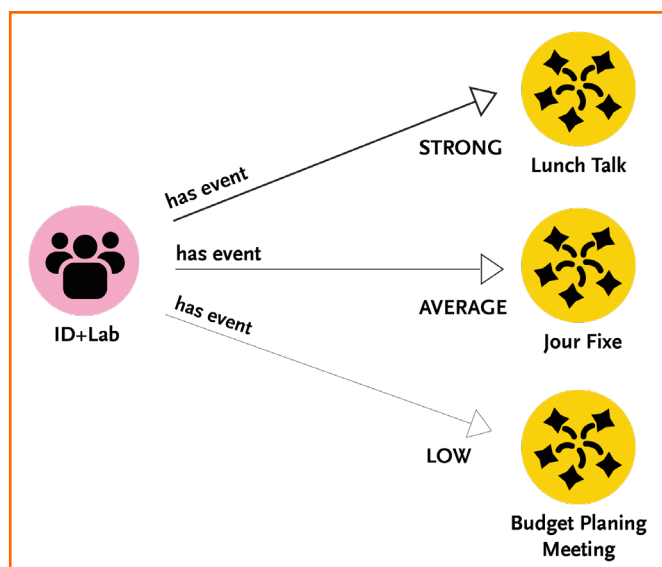 has event
STRONG
Lunch Talk
has event
AVERAGE
ID+Lab
Jour Fixe
has event
LOW
Budget Planing
Meeting